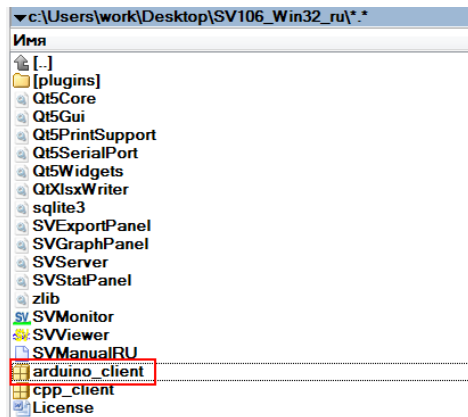 c:\Users\work\Desktop\SV106_Win32_ru\*.*
Имя
[..]
[plugins]
Qt5Core
Qt5Gui
Qt5PrintSupport
Qt5SerialPort
Qt5Widgets
QtXlsxWriter
sqlite3
SVExportPanel
SVGraphPanel
SVServer
SVStatPanel
zlib
SV SVMonitor
SVViewer
SVManualRU
arduino_client
cpp_client
License